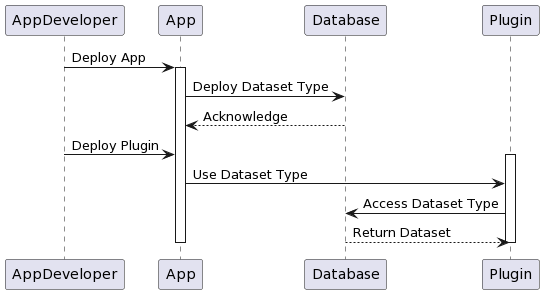 AppDeveloper App Database Plugin
Deploy App
Deploy Dataset Type
Acknowledge
Deploy Plugin
Use Dataset Type
Access Dataset Type
Return Dataset
AppDeveloper App Database Plugin